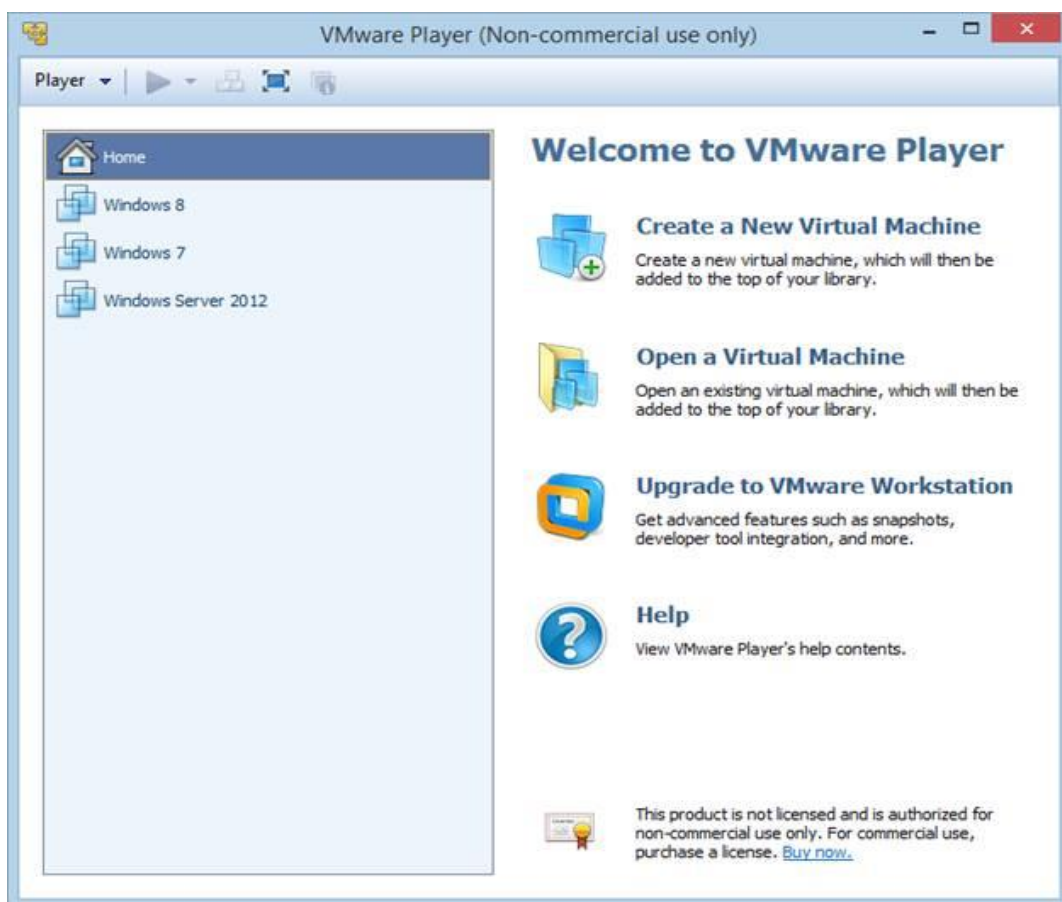 VMware Player (Non-commercial use only)
Player
Home
Windows 8
Windows 7
Windows Server 2012
Welcome to VMware Player
Create a New Virtual Machine
Create a new virtual machine, which will then be
added to the top of your library.
Open a Virtual Machine
Open an existing virtual machine, which will then be
added to the top of your library.
Upgrade to VMware Workstation
Get advanced features such as snapshots,
developer tool integration, and more.
Help
View VMware Player's help contents.
This product is not licensed and is authorized for
non-commercial use only. For commercial use,
purchase a license. Buy now.